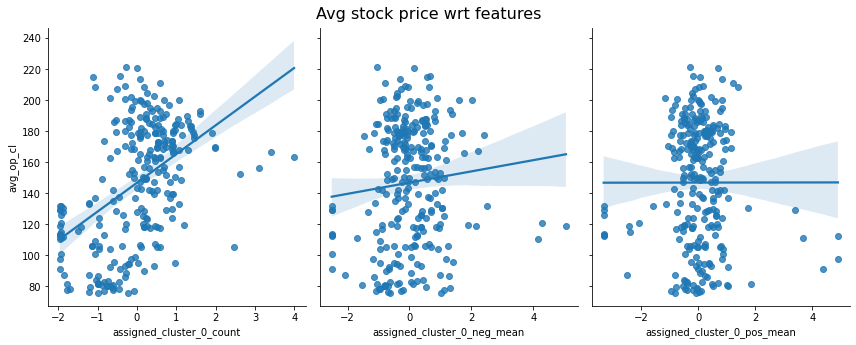 Avg stock price wrt features
avg_op_cl
240
220
200
180
160
140
120
100
80
−2 −1 0 1 2 3 4
−2 0 2 4
−2 0 2 4
assigned_cluster_0_count
assigned_cluster_0_neg_mean
assigned_cluster_0_pos_mean